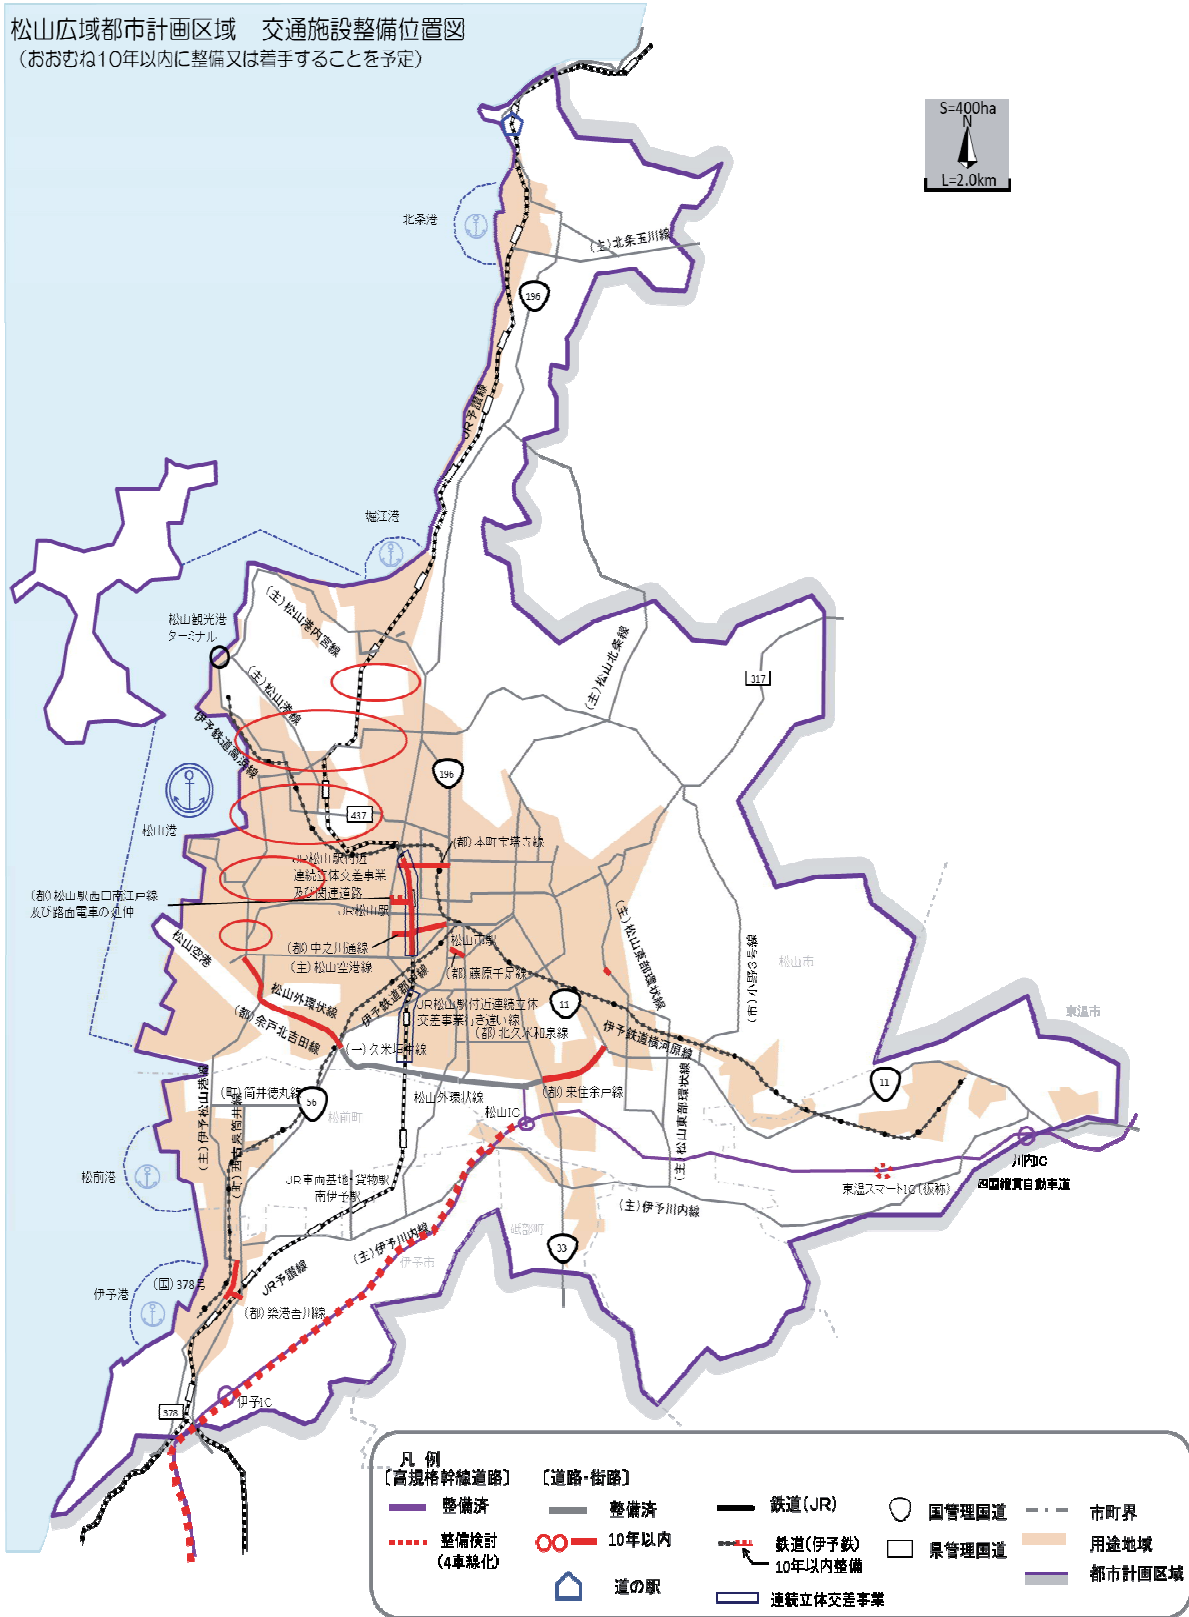 松山広域都市計画区域　交通施設整備位置図
（おおむね10年以内に整備又は着手することを予定）
S=400ha
N
L=2.0km
北条港
（主）北条玉川線
196
JR予讃線
堀江港
（主）松山港内宮線
松山観光港
ターミナル
（主）松山港線
伊予鉄道高浜線
（主）松山北条線
317
196
437
松山港
（都）本町宝塔寺線
JR松山駅付近
連続立体交差事業
及び関連道路
JR松山駅
（都）松山駅西口南江戸線
及び路面電車の延伸
（都）中之川通線
（主）松山空港線
松山市駅
（都）藤原千足線
松山空港
松山外環状線
（都）余戸北吉田線
伊予鉄道郡中線
JR松山駅付近連続立体
交差事業行き違い線
（都）北久米和泉線
（主）松山東部環状線
（市）小野3号線
松山市
東温市
11
伊予鉄道横河原線
（一）久米垣生線
（都）来住余戸線
松山外環状線
松山IC
11
（主）伊予松山港線
（町）筒井徳丸線
56
松前町
（町）西古泉筒井線
松前港
JR車両基地・貨物駅
南伊予駅
（主）松山東部環状線
川内IC
四国縦貫自動車道
東温スマートIC（仮称）
（主）伊予川内線
砥部町
33
（主）伊予川内線
伊予市
JR予讃線
（国）378号
伊予港
（都）築港吾川線
伊予IC
378
凡 例
［高規格幹線道路］
整備済
整備検討
（4車線化）
［道路・街路］
整備済
10年以内
道の駅
鉄道（JR）
鉄道（伊予鉄）
10年以内整備
連続立体交差事業
国管理国道
県管理国道
市町界
用途地域
都市計画区域